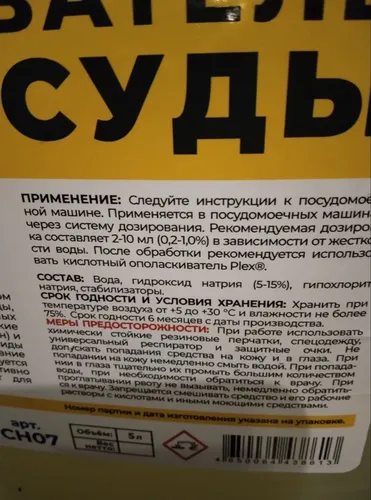 ВАТЕЛЬ
СУДЫ
ПРИМЕНЕНИЕ: Следуйте инструкции к посудомоеч
ной машине. Применяется в посудомоечных машин
через систему дозирования. Рекомендуемая дозиров
ка составляет 2-10 мл (0,2-1,0%) в зависимости от жестко
сти воды. После обработки рекомендуется использо
вать кислотный ополаскиватель Plex®.
СОСТАВ: Вода, гидроксид натрия (5-15%), гипохлорит
натрия, стабилизаторы.
СРОК ГОДНОСТИ И УСЛОВИЯ ХРАНЕНИЯ: Хранить при
температуре воздуха от +5 до +30 °С и влажности не более
75%. Срок годности 6 месяцев с даты производства.
МЕРЫ ПРЕДОСТОРОЖНОСТИ: При работе использовать
химически стойкие резиновые перчатки, спецодежду,
универсальный респиратор и защитные очки. Не
допускать попадания средства на кожу и в глаза. При
попадании на кожу немедленно смыть водой. При попада-
нии в глаза тщательно их промыть большим количеством
воды, при необходимости обратиться к врачу. При
проглатывании рвоту не вызывать, немедленно обратить-
ся к врачу. Запрещается смешивать средство и его рабочие
растворы с кислотами и иными моющими средствами.
Номер партии и дата изготовления указана на упаковке.
арт.
CH07
Объём: 5 л
Вес
нетто: